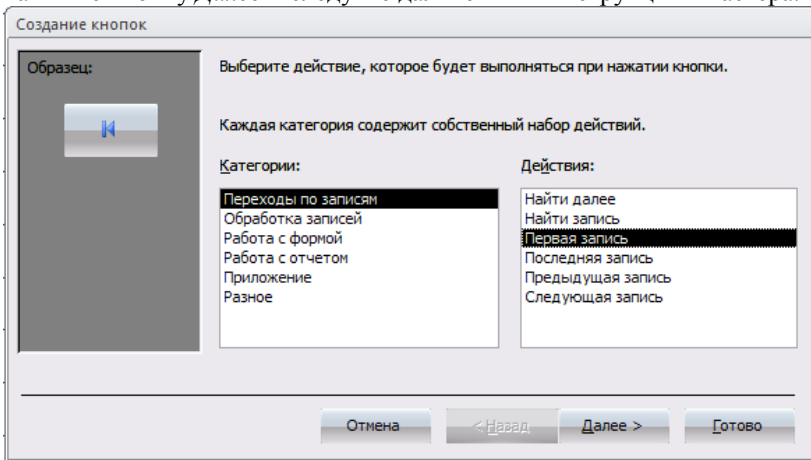 Создание кнопок
Образец:
Выберите действие, которое будет выполняться при нажатии кнопки.
Каждая категория содержит собственный набор действий.
Категории:
Действия:
Переходы по записям
Обработка записей
Работа с формой
Работа с отчетом
Приложение
Разное
Найти далее
Найти запись
Первая запись
Последняя запись
Предыдущая запись
Следующая запись
Отмена
< Назад
Далее >
Готово